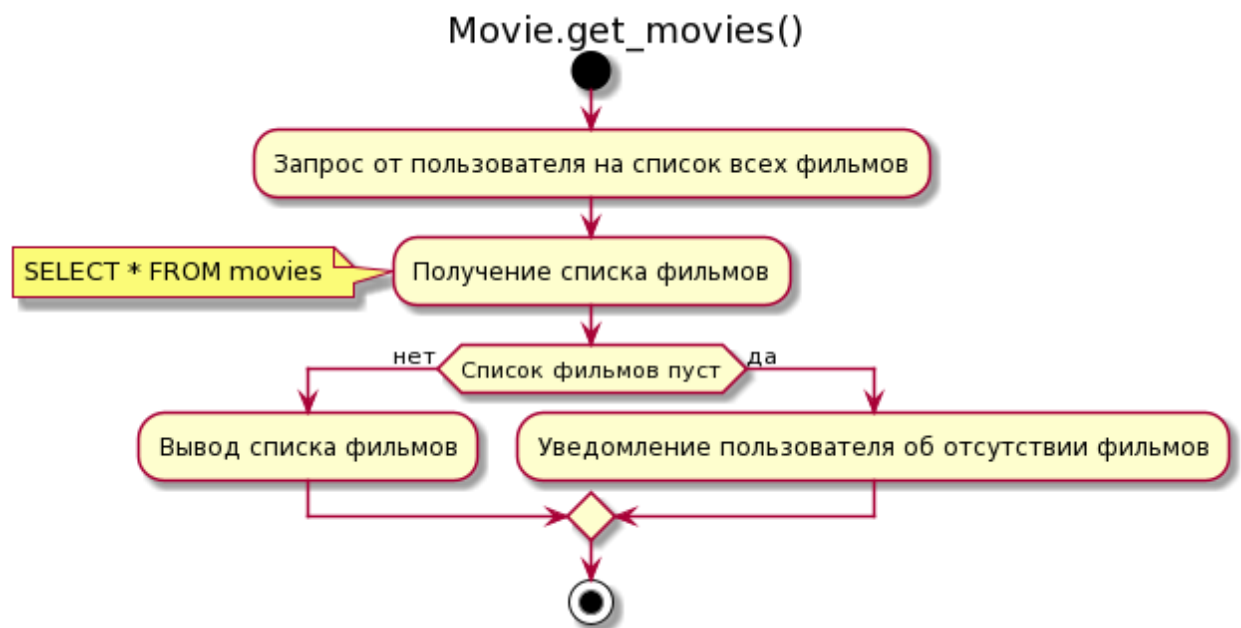 Movie.get_movies()
Запрос от пользователя на список всех фильмов
SELECT * FROM movies
Получение списка фильмов
нет
Список фильмов пуст
да
Вывод списка фильмов
Уведомление пользователя об отсутствии фильмов